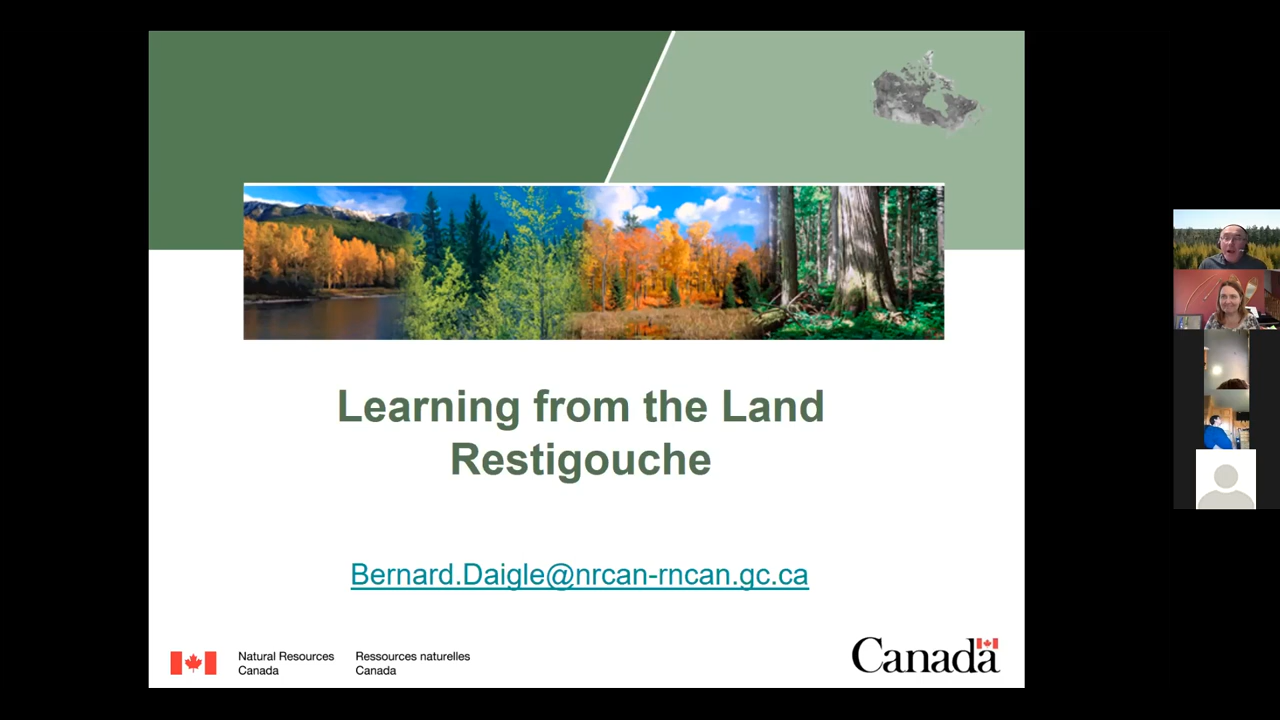 Learning from the Land
Restigouche
Bernard.Daigle@nrcan-rncan.gc.ca
Natural Resources
Canada
Ressources naturelles
Canada
Canada